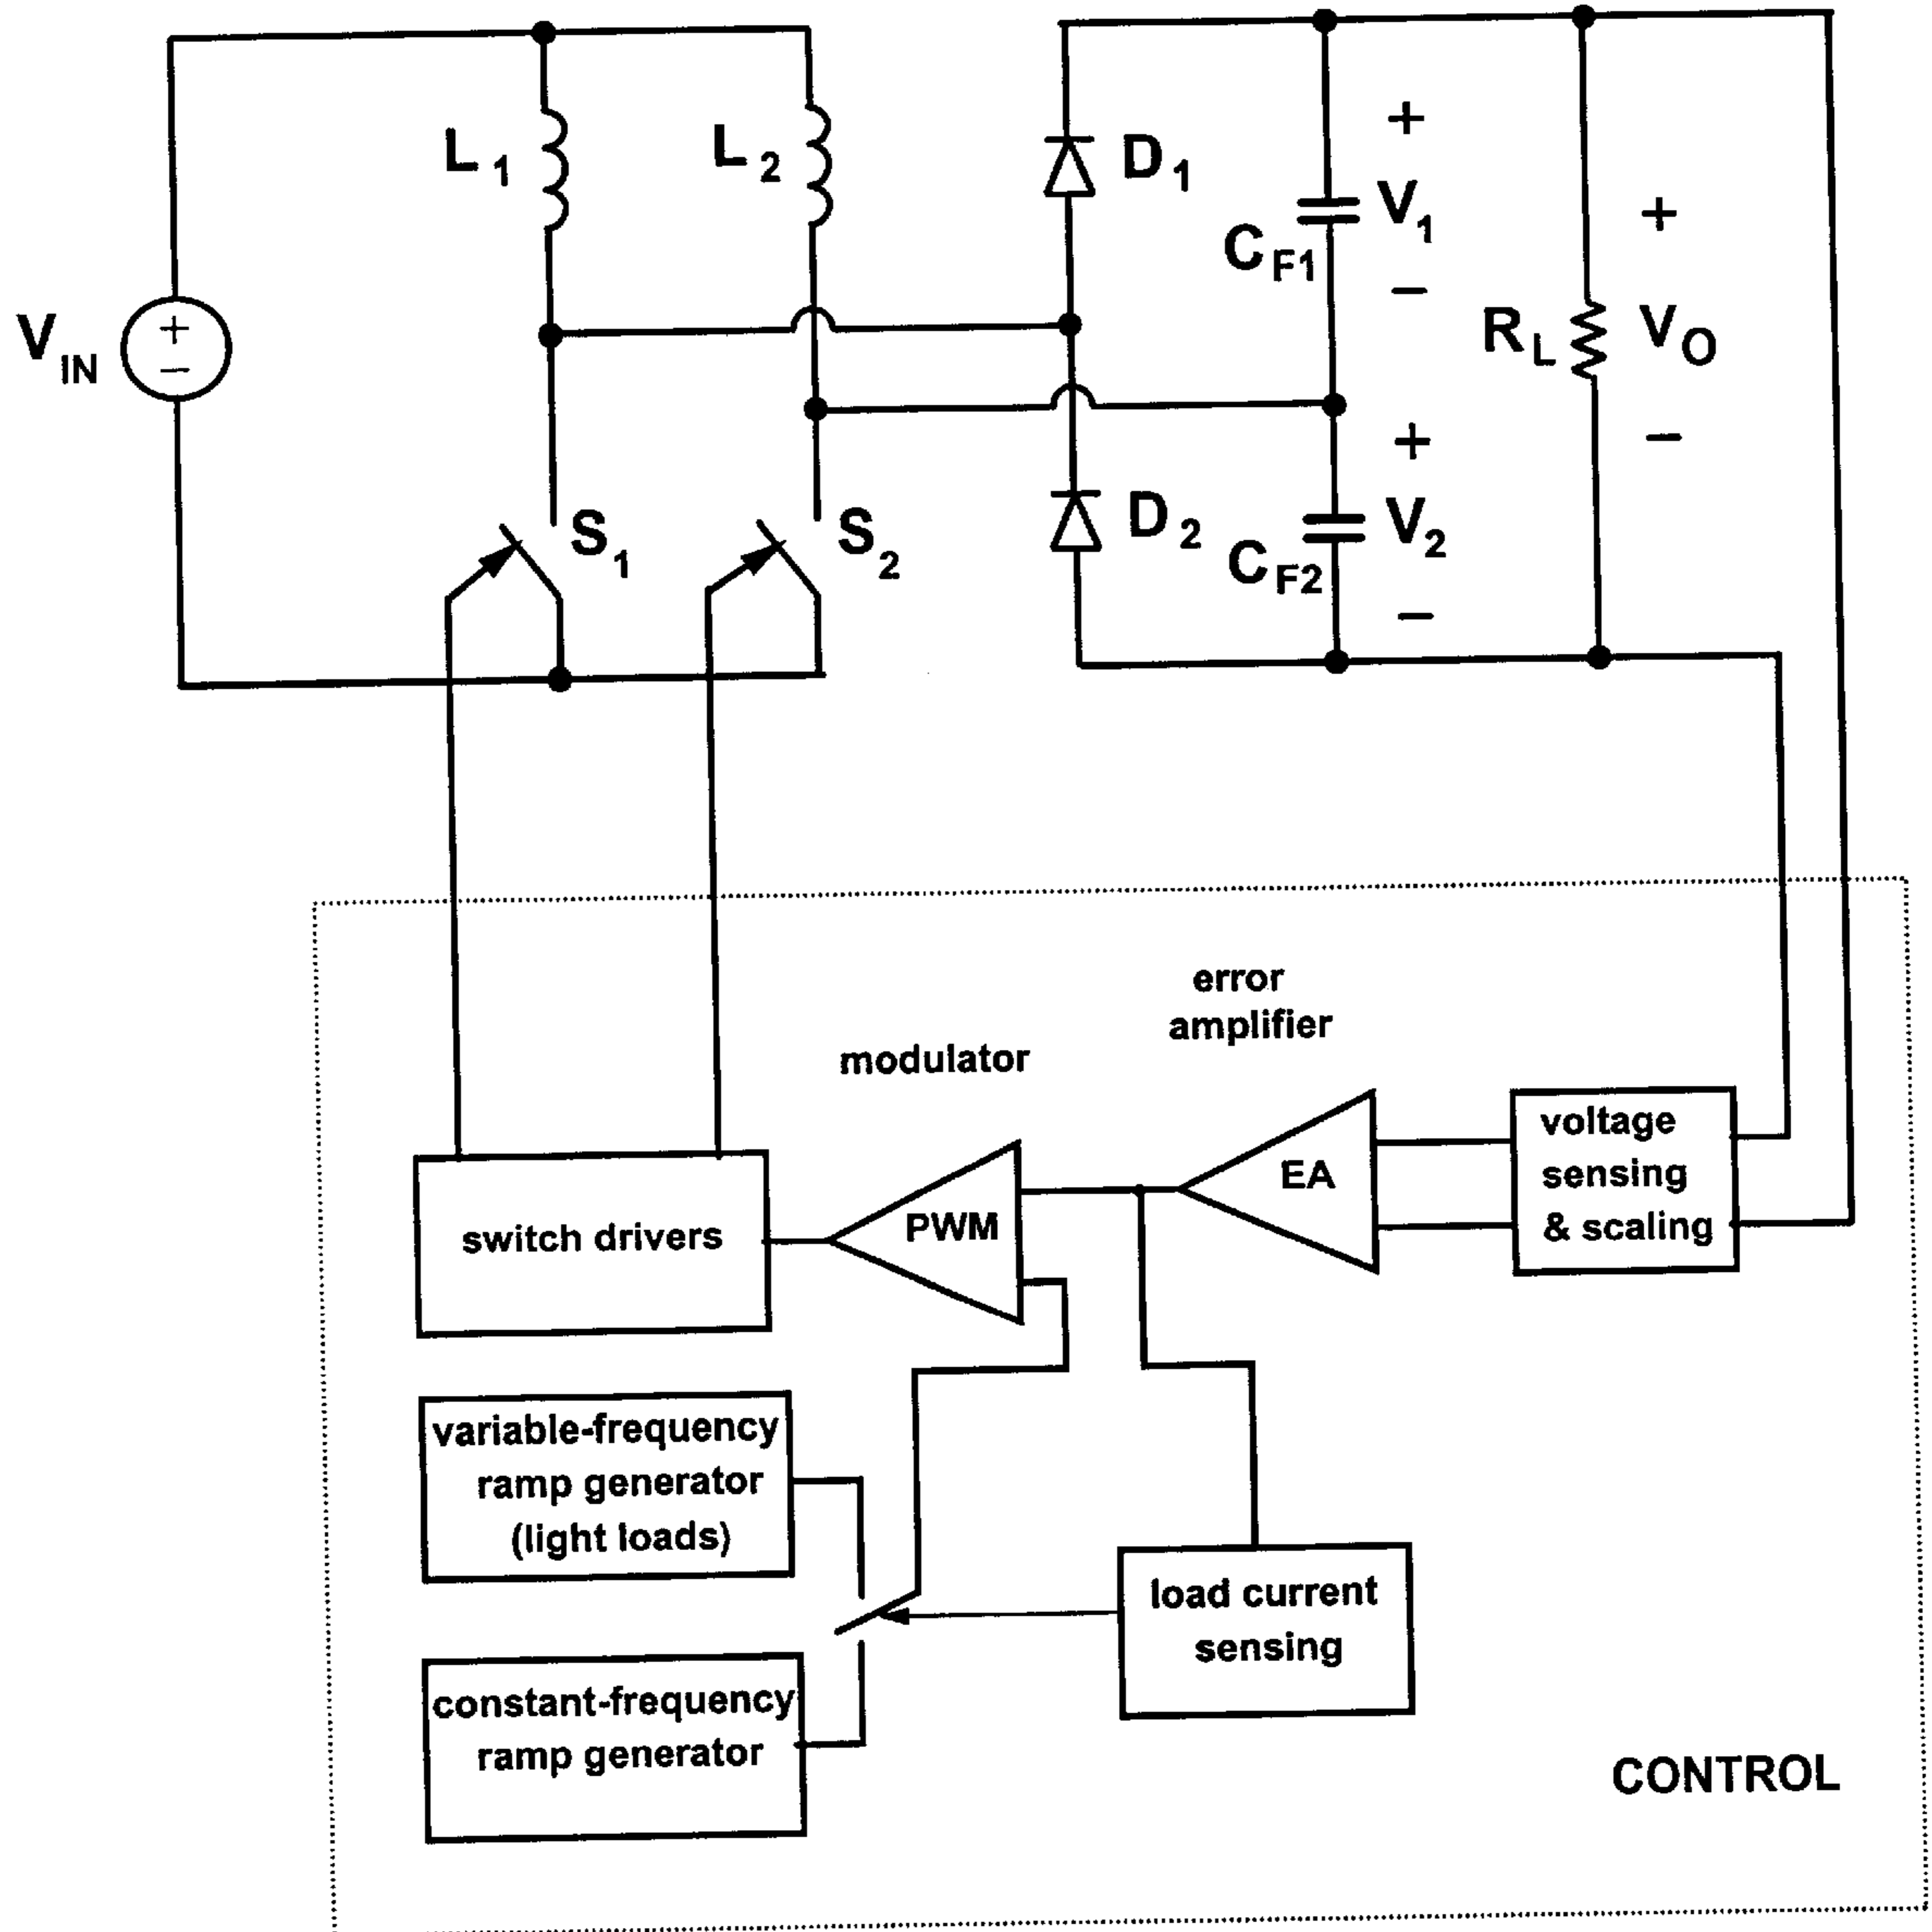 L1
L2
D1
+
V1
−
CF1
+
VO
−
RL
VIN
+
−
S1
S2
D2
+
V2
−
CF2
error
amplifier
modulator
EA
voltage
sensing
& scaling
PWM
switch drivers
variable-frequency
ramp generator
(light loads)
load current
sensing
constant-frequency
ramp generator
CONTROL